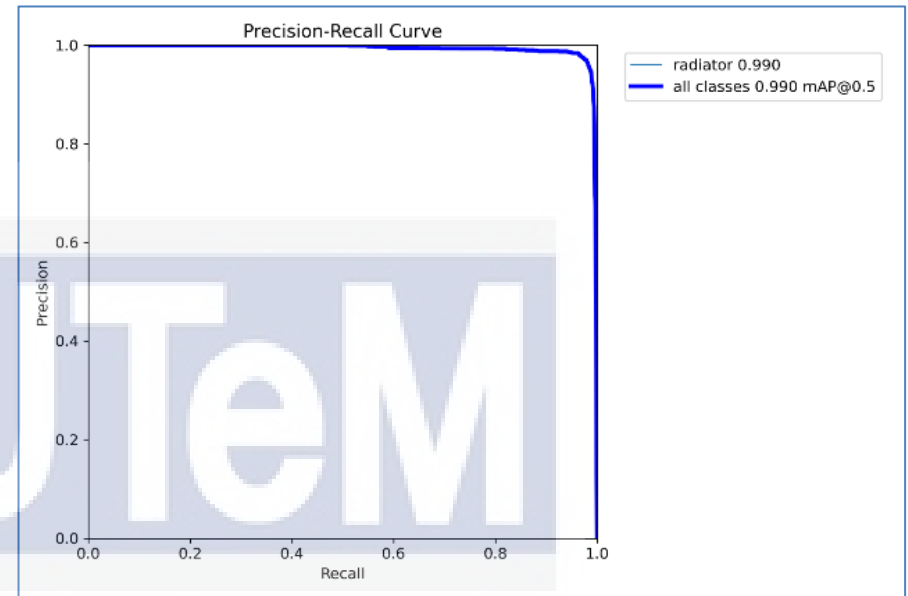 Precision-Recall Curve
radiator 0.990
all classes 0.990 mAP@0.5
1.0
0.8
0.6
0.4
0.2
0.0
Precision
0.0 0.2 0.4 0.6 0.8 1.0
Recall
UTeM